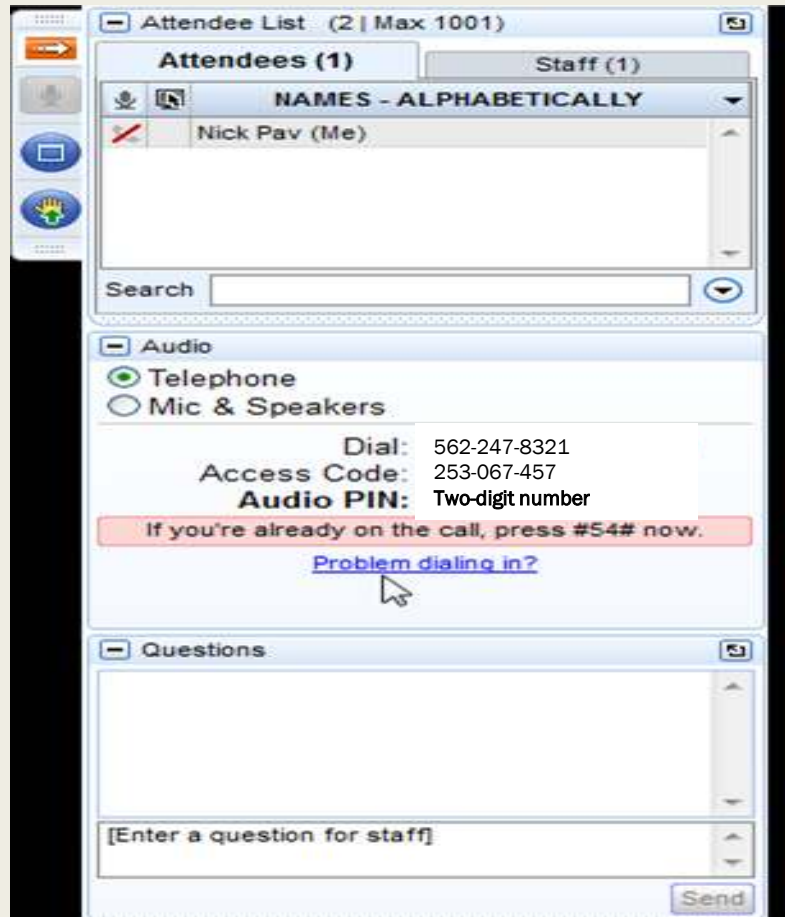 Attendee List (2 | Max 1001)
Attendees (1) Staff (1)
NAMES - ALPHABETICALLY
Nick Pav (Me)
Search
Audio
Telephone
Mic & Speakers
Dial: 562-247-8321
Access Code: 253-067-457
Audio PIN: Two-digit number
If you're already on the call, press #54# now.
Problem dialing in?
Questions
[Enter a question for staff]
Send